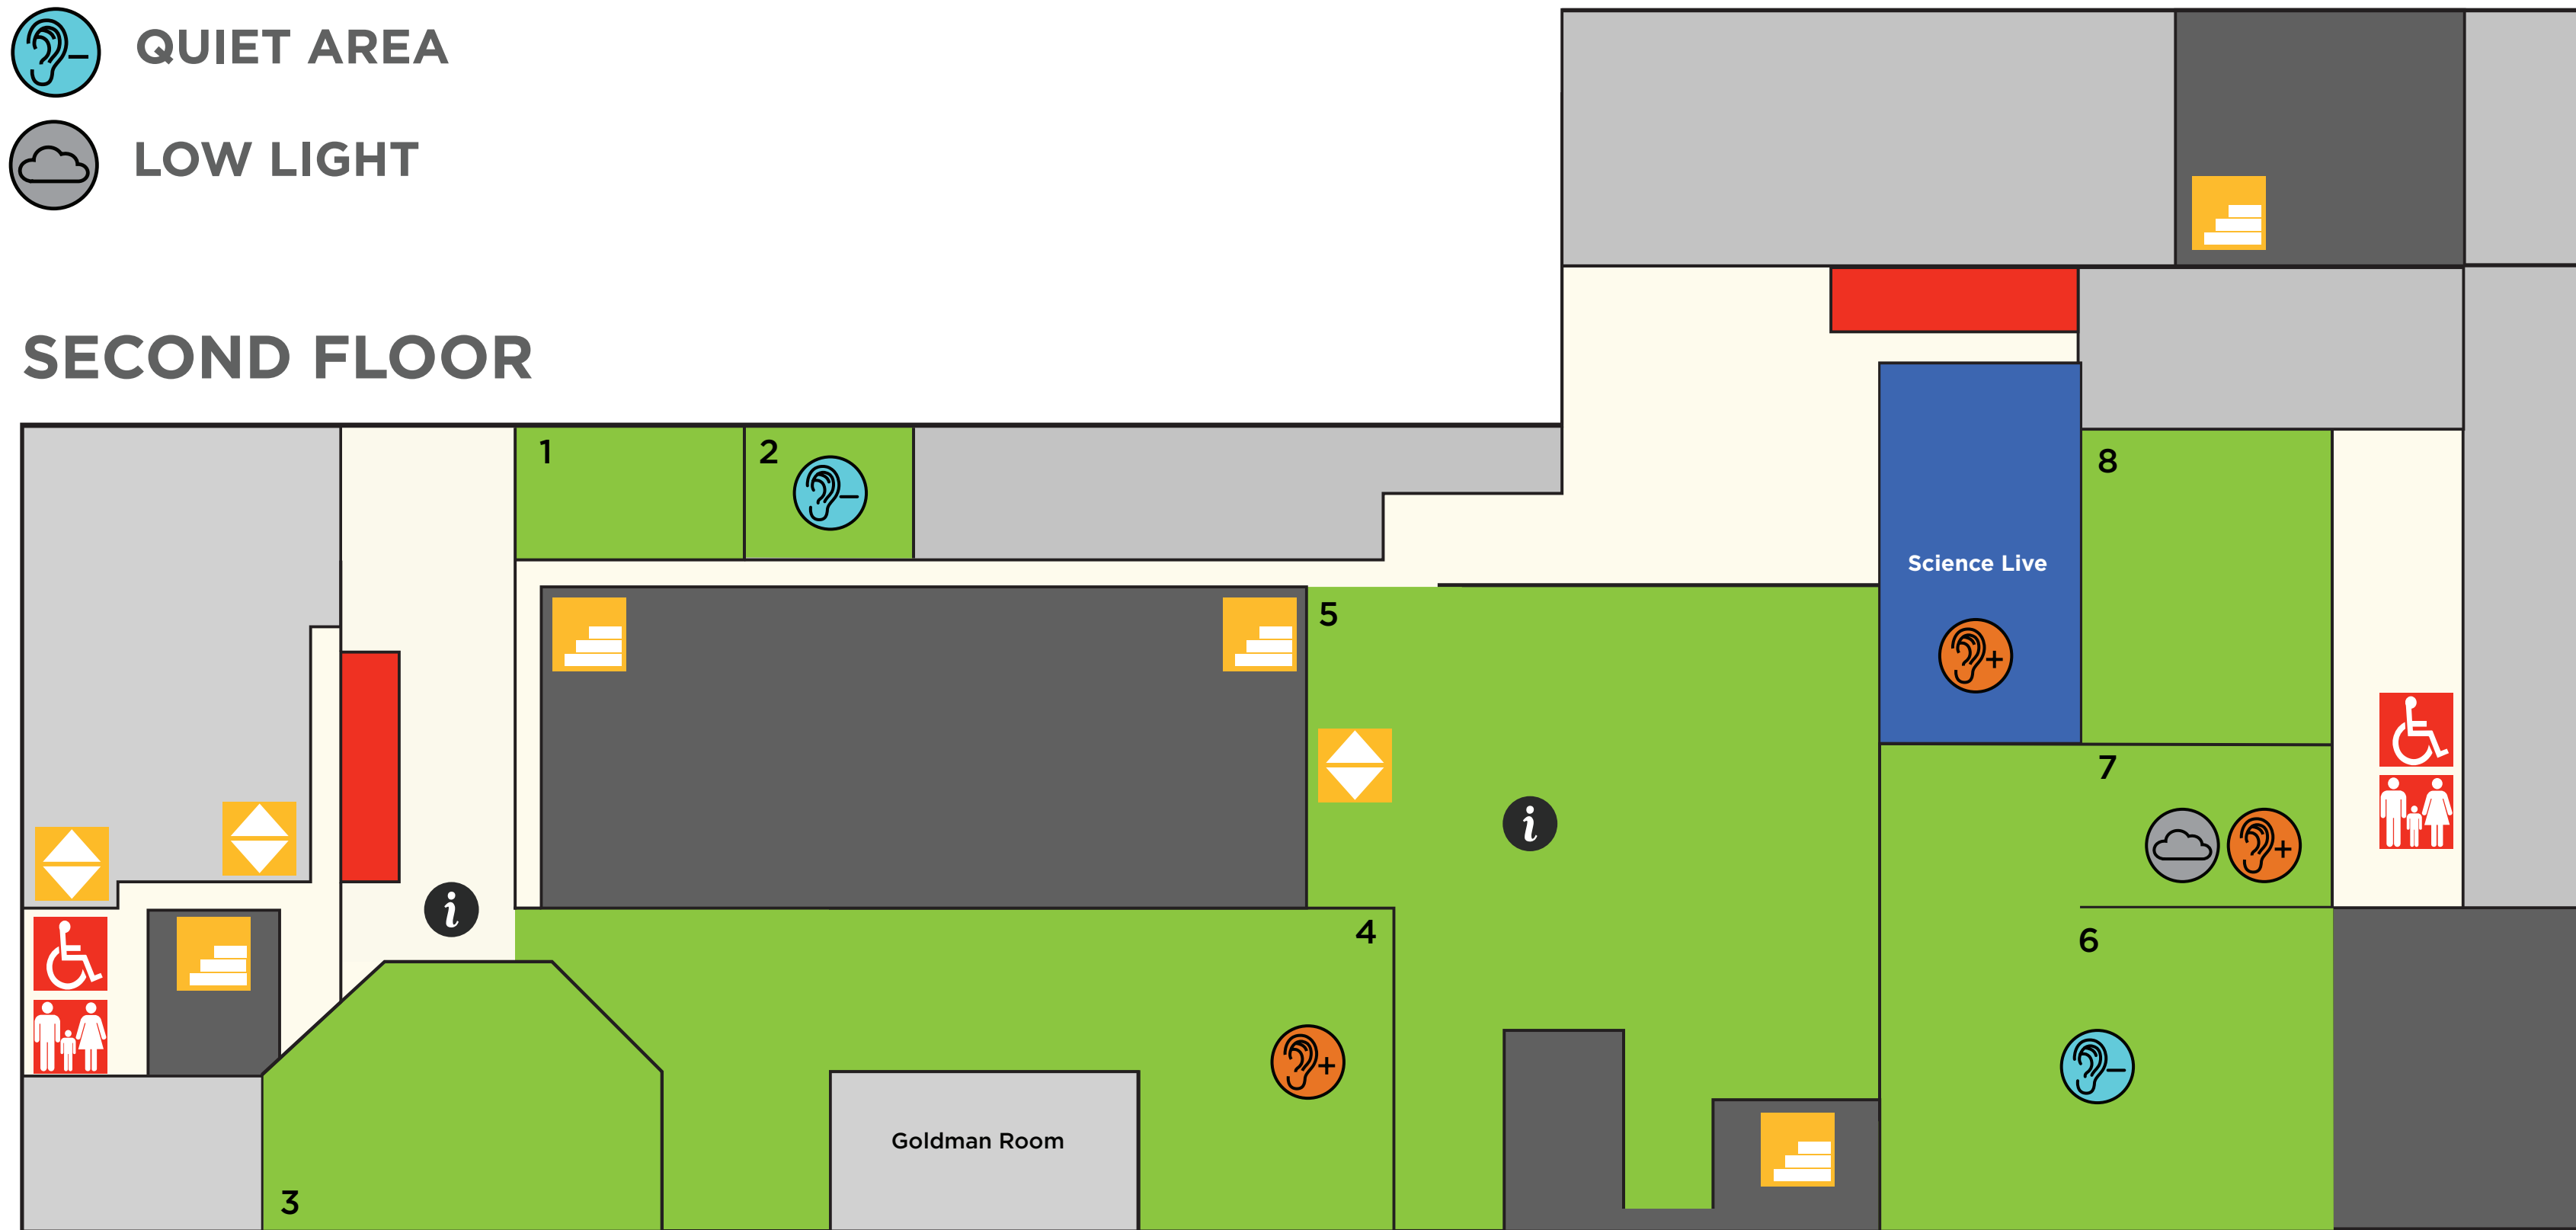 QUIET AREA
LOW LIGHT
SECOND FLOOR
1
2
8
Science Live
5
7
i
i
4
6
Goldman Room
3